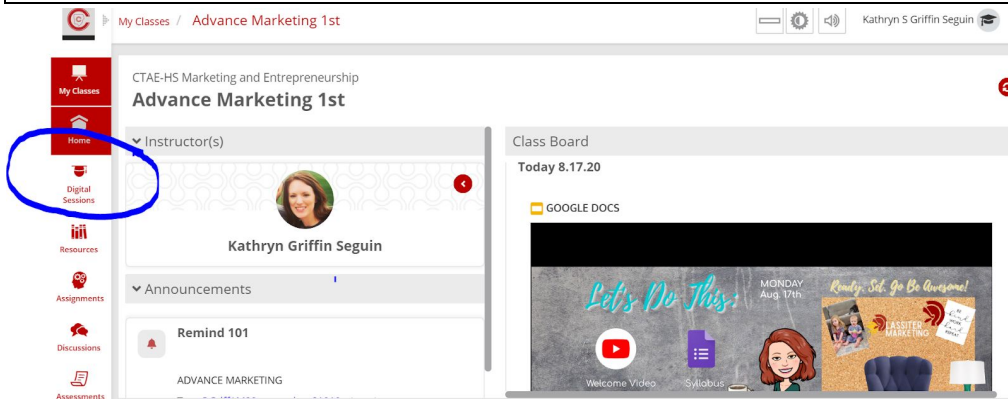 My Classes / Advance Marketing 1st
Kathryn S Griffin Seguin
My Classes
Home
Digital
Sessions
Resources
Assignments
Discussions
Assessments
CTAE-HS Marketing and Entrepreneurship
Advance Marketing 1st
Instructor(s)
Kathryn Griffin Seguin
Announcements
Remind 101
ADVANCE MARKETING
Class Board
Today 8.17.20
GOOGLE DOCS
Let's Do This:
MONDAY
Aug. 17th
Ready, Set, Go Be Awesome!
LASSITER
MARKETING
Welcome Video
Syllabus